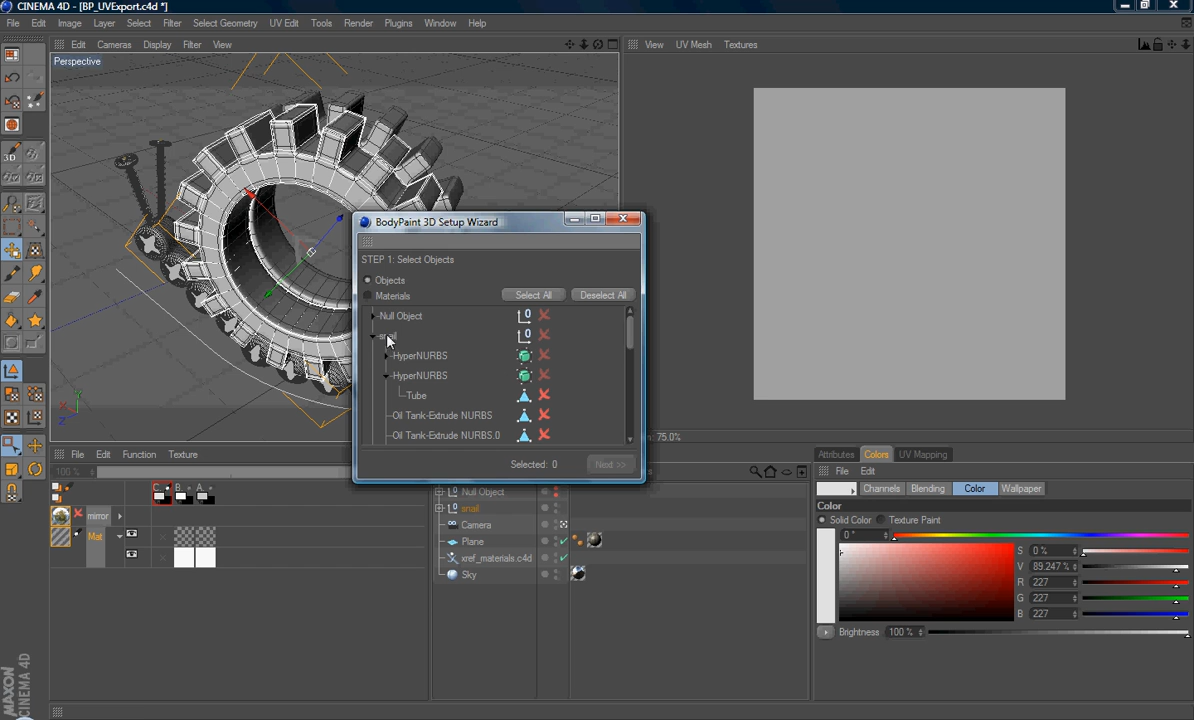 CINEMA 4D - [BP_UVExport.c4d *]
File Edit Image Layer Select Filter Select Geometry UV Edit Tools Render Plugins Window Help
Edit Cameras Display Filter View
View UV Mesh Textures
Perspective
3D
BodyPaint 3D Setup Wizard
STEP 1: Select Objects
Objects
Materials
Select All Deselect All
Null Object
HyperNURBS
HyperNURBS
Tube
Oil Tank-Extrude NURBS
Oil Tank-Extrude NURBS.0
Selected: 0 Next >>
75.0%
File Edit Function Texture
100 %
C. B. A.
mirror
Mat
Null Object
snail
Camera
Plane
xref_materials.c4d
Sky
Attributes Colors UV Mapping
File Edit
Channels Blending Color Wallpaper
Color
Solid Color Texture Paint
0 °
S 0 %
V 89.247 %
R 227
G 227
B 227
Brightness 100 %
X
Z
MAXON
CINEMA 4D